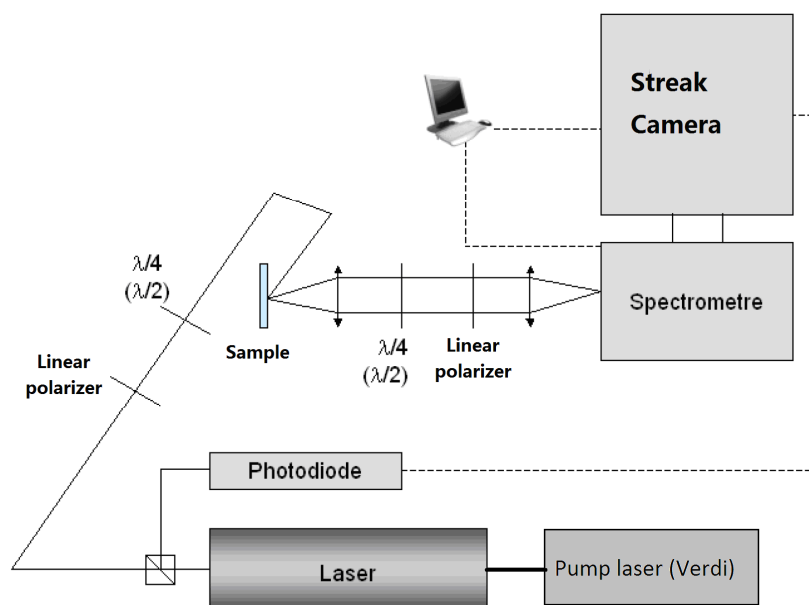 Streak
Camera
λ/4
(λ/2)
Spectrometre
Sample
λ/4
(λ/2)
Linear
polarizer
Linear
polarizer
Photodiode
Laser
Pump laser (Verdi)